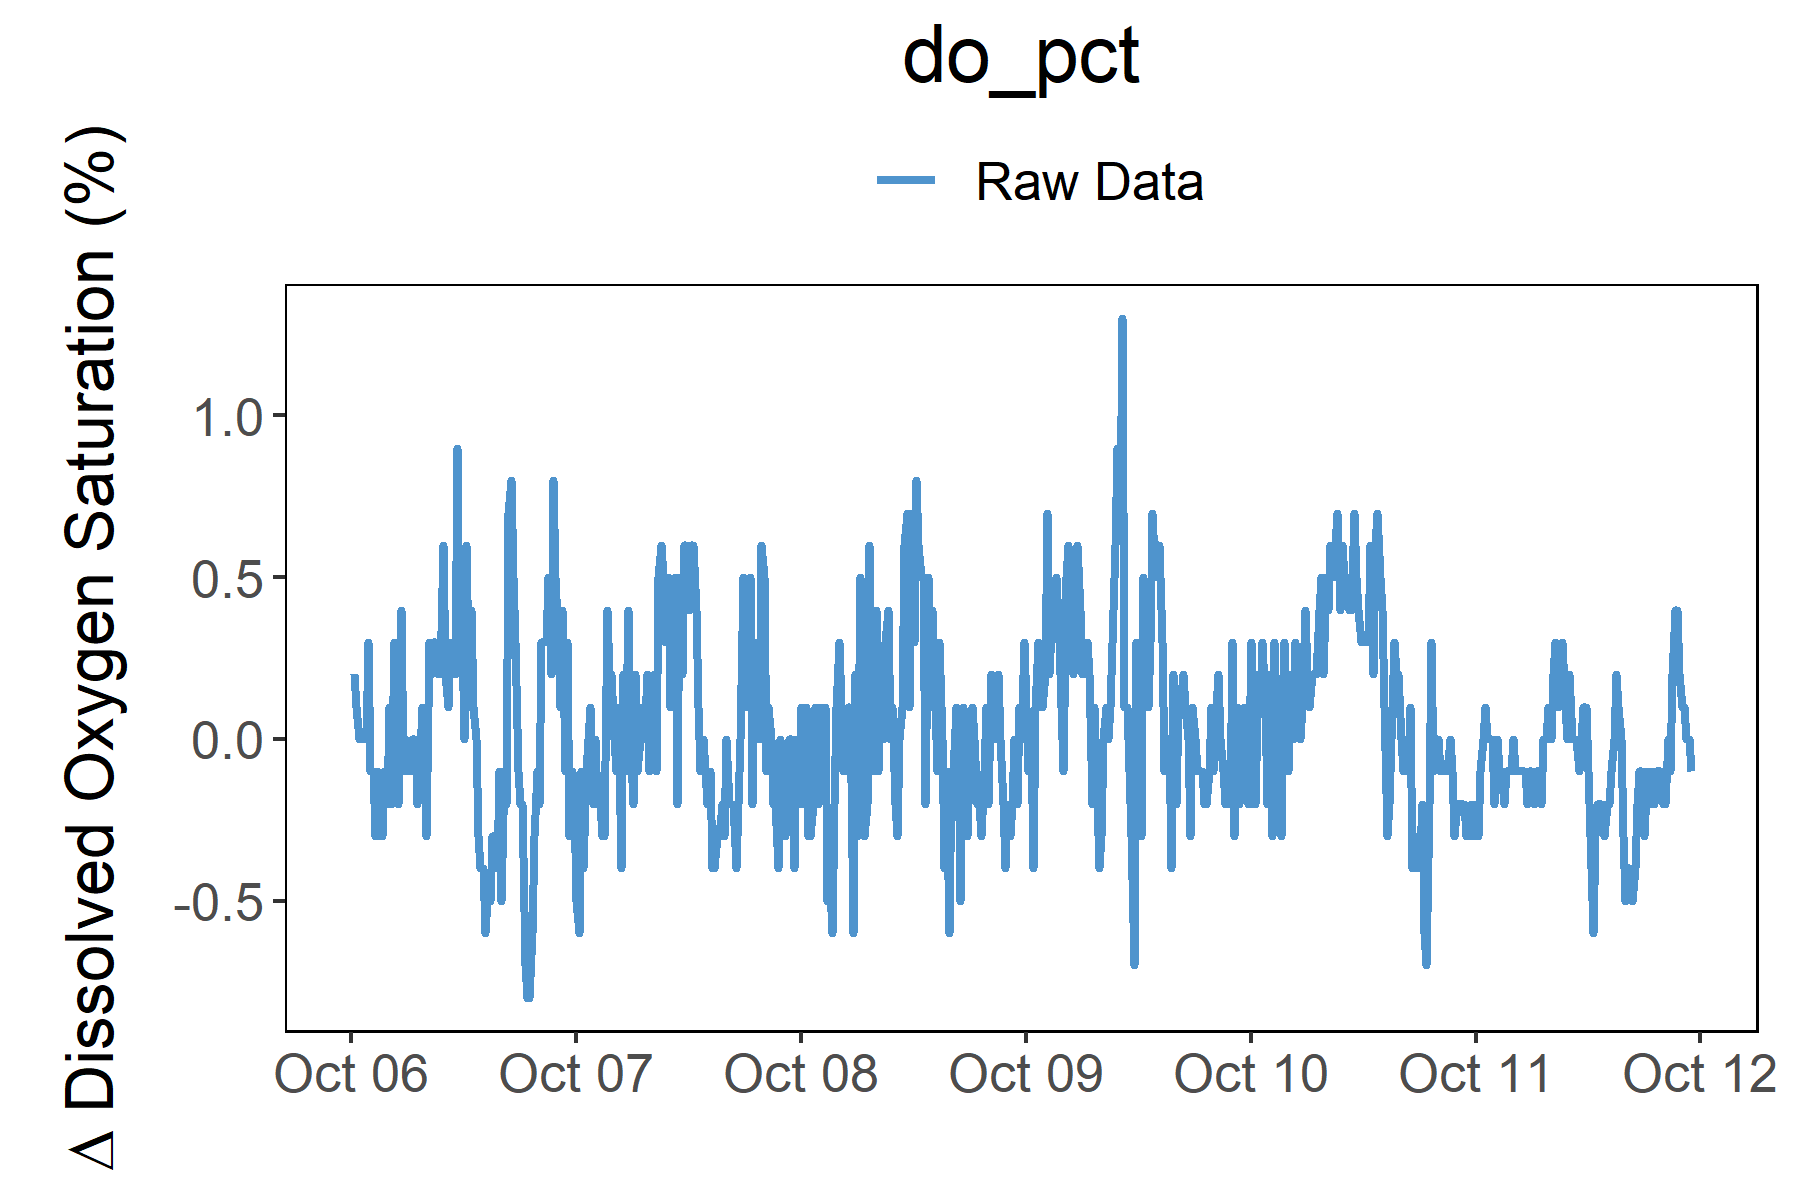 do_pct
Raw Data
Δ Dissolved Oxygen Saturation (%)
1.0
0.5
0.0
-0.5
Oct 06 Oct 07 Oct 08 Oct 09 Oct 10 Oct 11 Oct 12